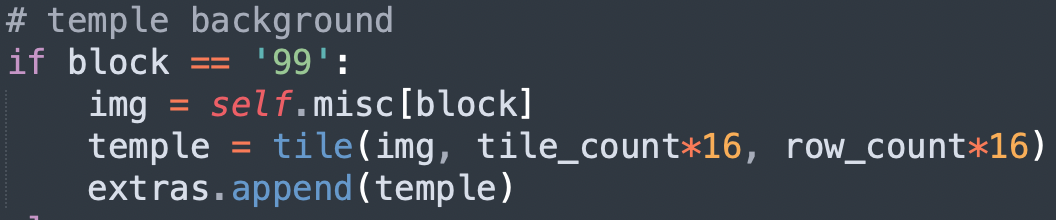 # temple background
if block == '99':
    img = self.misc[block]
    temple = tile(img, tile_count*16, row_count*16)
    extras.append(temple)